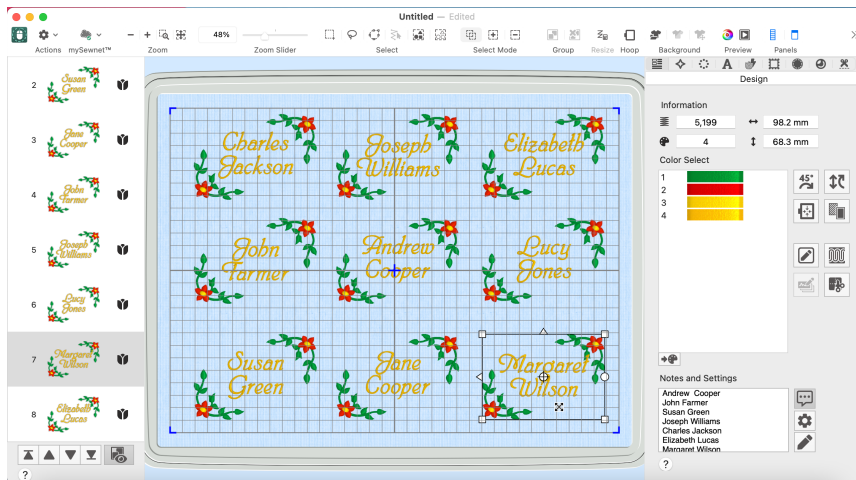 Untitled — Edited
48%
Actions mySewnet™ Zoom Zoom Slider Select Select Mode Group Resize Hoop Background Preview Panels
2 Susan Green
3 Jane Cooper
4 John Farmer
5 Joseph Williams
6 Lucy Jones
7 Margaret Wilson
8 Elizabeth Lucas
?
Charles
Jackson
Joseph
Williams
Elizabeth
Lucas
John
Farmer
Andrew
Cooper
Lucy
Jones
Susan
Green
Jane
Cooper
Margaret
Wilson
A
Design
Information
5,199 98.2 mm
4 68.3 mm
Color Select
1
2
3
4
45°
Notes and Settings
Andrew Cooper
John Farmer
Susan Green
Joseph Williams
Charles Jackson
Elizabeth Lucas
Margaret Wilson
?